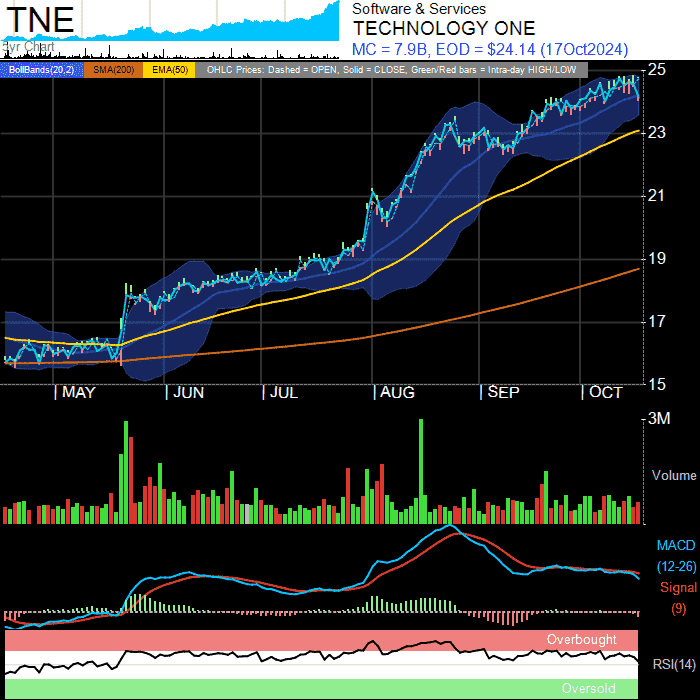 TNE
5yr Chart
Software & Services
TECHNOLOGY ONE
MC = 7.9B, EOD = $24.14 (17Oct2024)
BollBands(20,2) SMA(200) EMA(50) OHLC Prices: Dashed = OPEN, Solid = CLOSE, Green/Red bars = Intra-day HIGH/LOW
25
23
21
19
17
15
| MAY | JUN | JUL | AUG | SEP | OCT
3M
Volume
MACD
(12-26)
Signal
(9)
Overbought
RSI(14)
Oversold